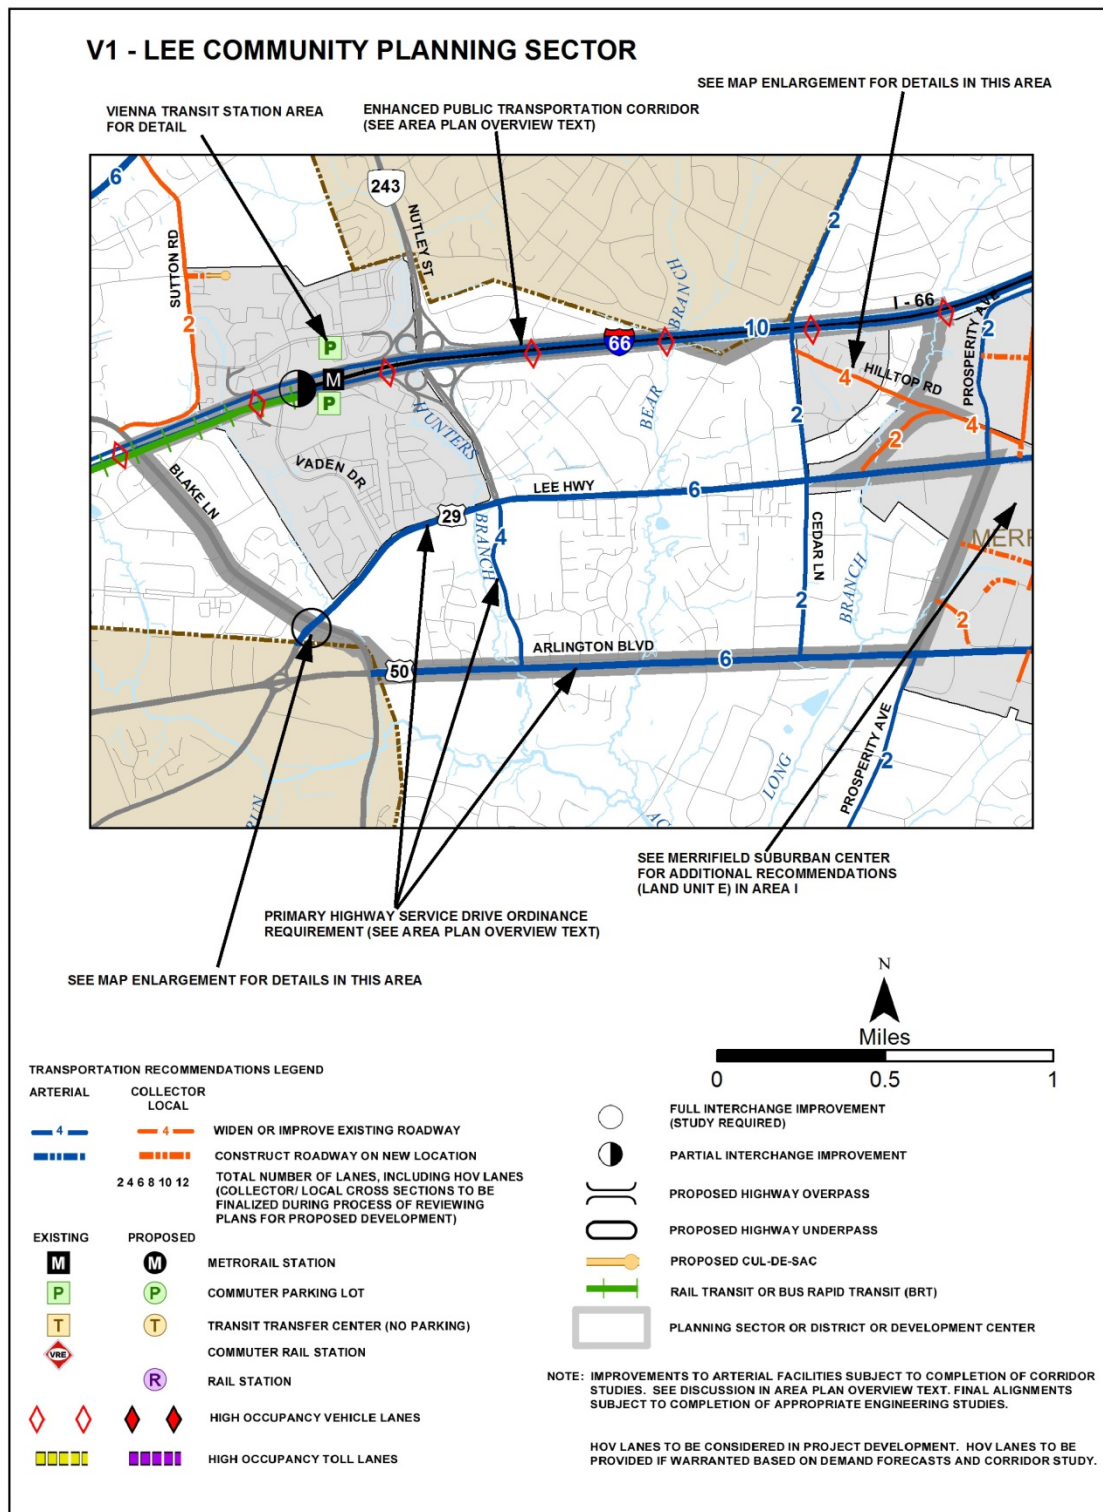 V1 - LEE COMMUNITY PLANNING SECTOR
SEE MAP ENLARGEMENT FOR DETAILS IN THIS AREA
VIENNA TRANSIT STATION AREA
FOR DETAIL
ENHANCED PUBLIC TRANSPORTATION CORRIDOR
(SEE AREA PLAN OVERVIEW TEXT)
6
243
NUTLEY ST
2
SUTTON RD
BRANCH
I - 66
PROSPERITY AVE
2
2
P
66
10
M
P
HILLTOP RD
4
HUNTERS
BEAR
2
4
2
VADEN DR
BLAKE LN
LEE HWY
6
29
BRANCH
4
CEDAR LN
MERR
BRANCH
2
2
ARLINGTON BLVD
6
50
PROSPERITY AVE
2
LONG
RUN
AC
SEE MERRIFIELD SUBURBAN CENTER
FOR ADDITIONAL RECOMMENDATIONS
(LAND UNIT E) IN AREA I
PRIMARY HIGHWAY SERVICE DRIVE ORDINANCE
REQUIREMENT (SEE AREA PLAN OVERVIEW TEXT)
SEE MAP ENLARGEMENT FOR DETAILS IN THIS AREA
N
Miles
0 0.5 1
TRANSPORTATION RECOMMENDATIONS LEGEND
ARTERIAL COLLECTOR
LOCAL
4 4 WIDEN OR IMPROVE EXISTING ROADWAY
CONSTRUCT ROADWAY ON NEW LOCATION
2 4 6 8 10 12 TOTAL NUMBER OF LANES, INCLUDING HOV LANES
(COLLECTOR/ LOCAL CROSS SECTIONS TO BE
FINALIZED DURING PROCESS OF REVIEWING
PLANS FOR PROPOSED DEVELOPMENT)
EXISTING PROPOSED
M M METRORAIL STATION
P P COMMUTER PARKING LOT
T T TRANSIT TRANSFER CENTER (NO PARKING)
VRE COMMUTER RAIL STATION
R RAIL STATION
HIGH OCCUPANCY VEHICLE LANES
HIGH OCCUPANCY TOLL LANES
FULL INTERCHANGE IMPROVEMENT
(STUDY REQUIRED)
PARTIAL INTERCHANGE IMPROVEMENT
PROPOSED HIGHWAY OVERPASS
PROPOSED HIGHWAY UNDERPASS
PROPOSED CUL-DE-SAC
RAIL TRANSIT OR BUS RAPID TRANSIT (BRT)
PLANNING SECTOR OR DISTRICT OR DEVELOPMENT CENTER
NOTE: IMPROVEMENTS TO ARTERIAL FACILITIES SUBJECT TO COMPLETION OF CORRIDOR
STUDIES. SEE DISCUSSION IN AREA PLAN OVERVIEW TEXT. FINAL ALIGNMENTS
SUBJECT TO COMPLETION OF APPROPRIATE ENGINEERING STUDIES.
HOV LANES TO BE CONSIDERED IN PROJECT DEVELOPMENT. HOV LANES TO BE
PROVIDED IF WARRANTED BASED ON DEMAND FORECASTS AND CORRIDOR STUDY.